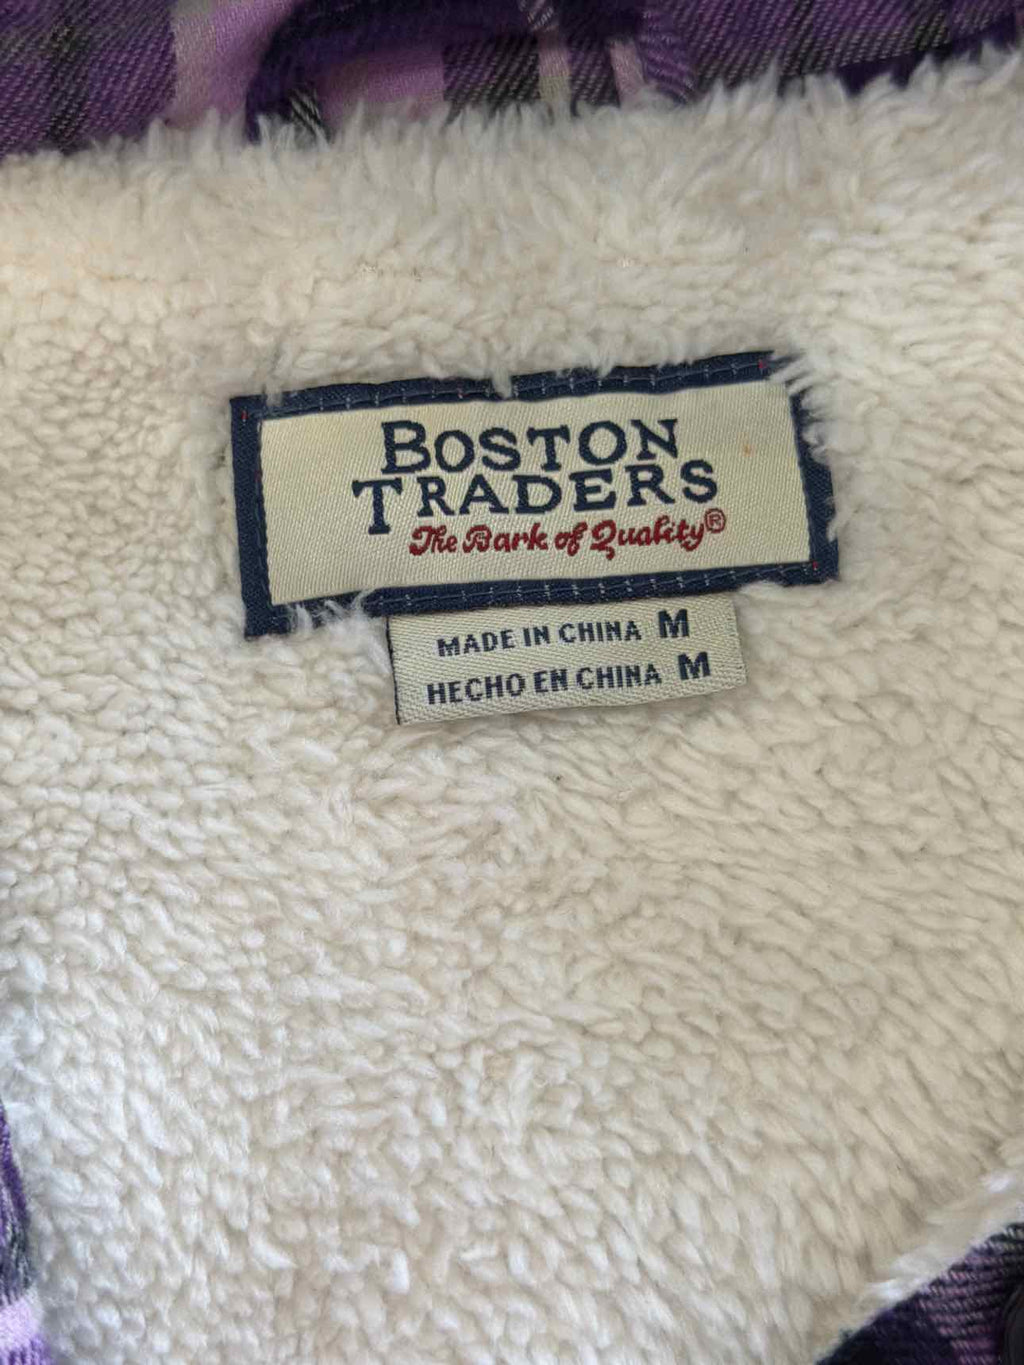 BOSTON
TRADERS
The Bark of Quality®
MADE IN CHINA M
HECHO EN CHINA M